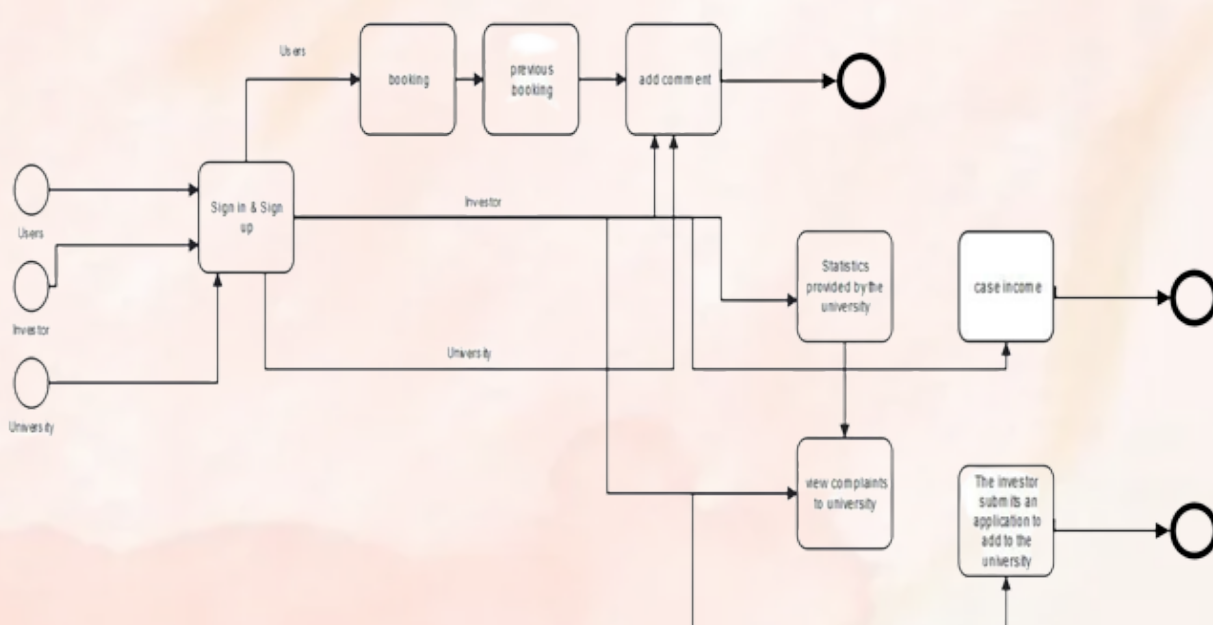 Users
booking
previous
booking
add comment
Sign in & Sign
up
Users
Investor
Investor
University
University
Statistics
provided by the
university
case income
view complaints
to university
The investor
submits an
application to
add to the
university